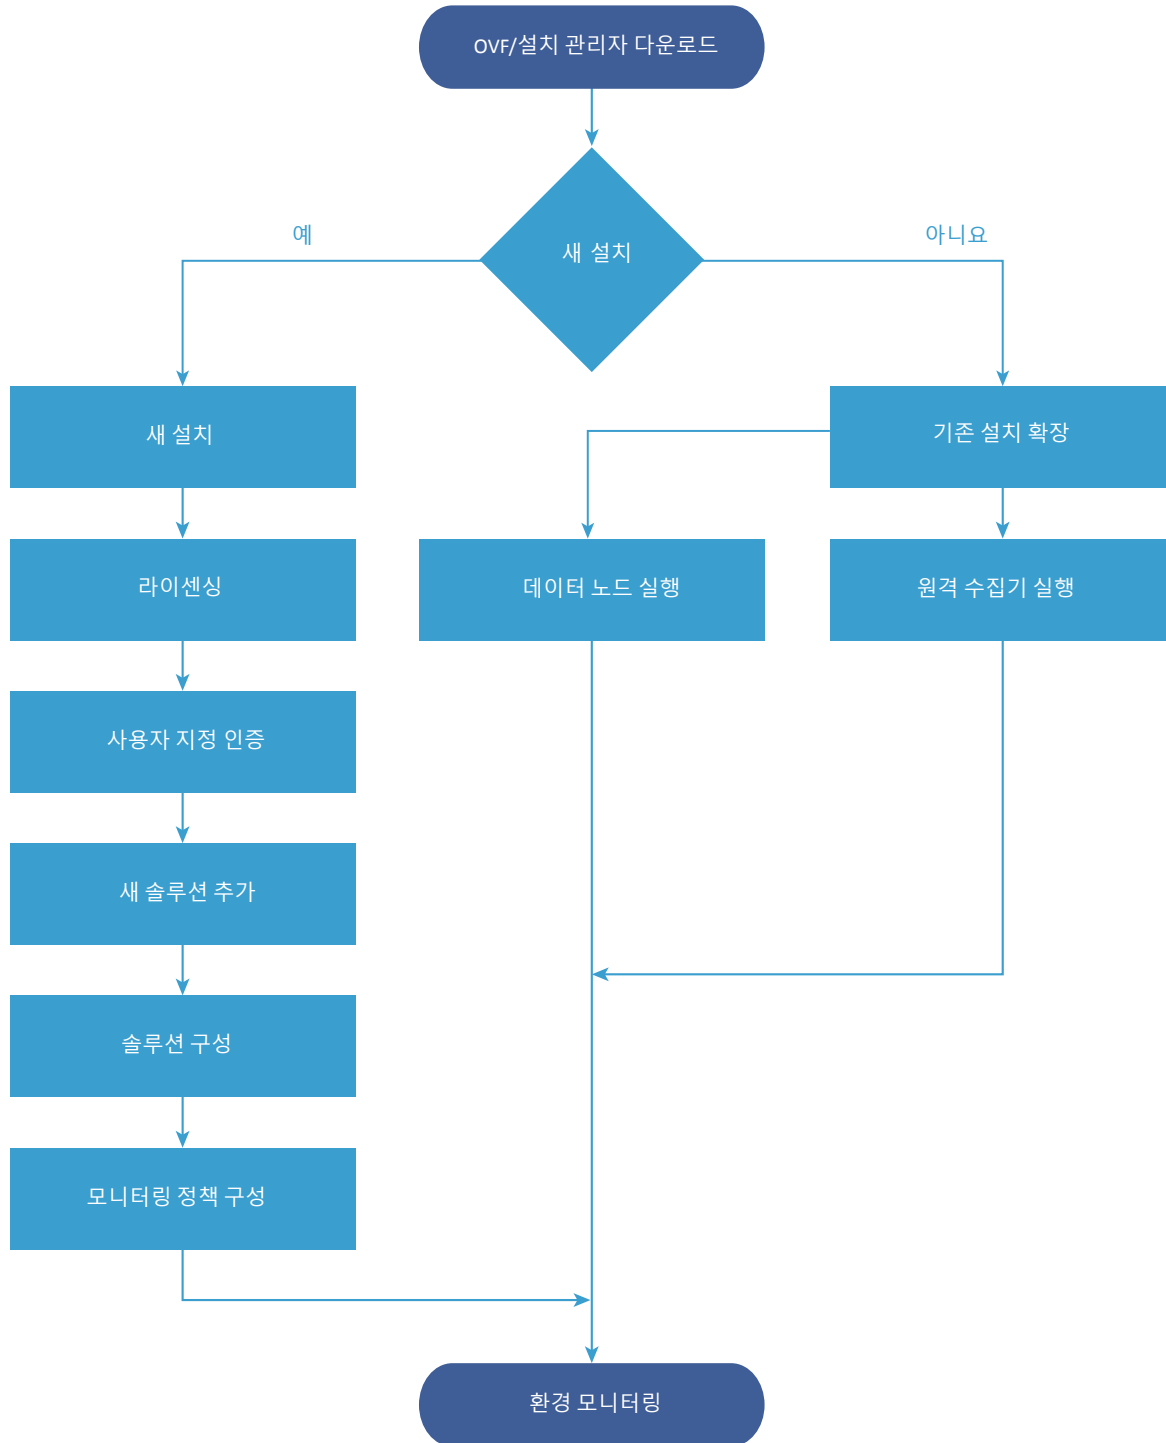 OVF/설치 관리자 다운로드
새 설치
예
아니요
새 설치
기존 설치 확장
라이센싱
데이터 노드 실행
원격 수집기 실행
사용자 지정 인증
새 솔루션 추가
솔루션 구성
모니터링 정책 구성
환경 모니터링